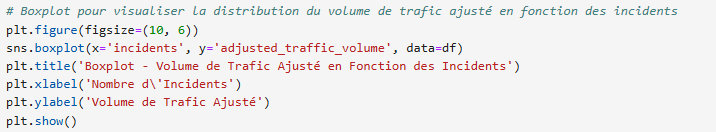 # Boxplot pour visualiser la distribution du volume de trafic ajusté en fonction des incidents
plt.figure(figsize=(10, 6))
sns.boxplot(x='incidents', y='adjusted_traffic_volume', data=df)
plt.title('Boxplot - Volume de Trafic Ajusté en Fonction des Incidents')
plt.xlabel('Nombre d\'Incidents')
plt.ylabel('Volume de Trafic Ajusté')
plt.show()